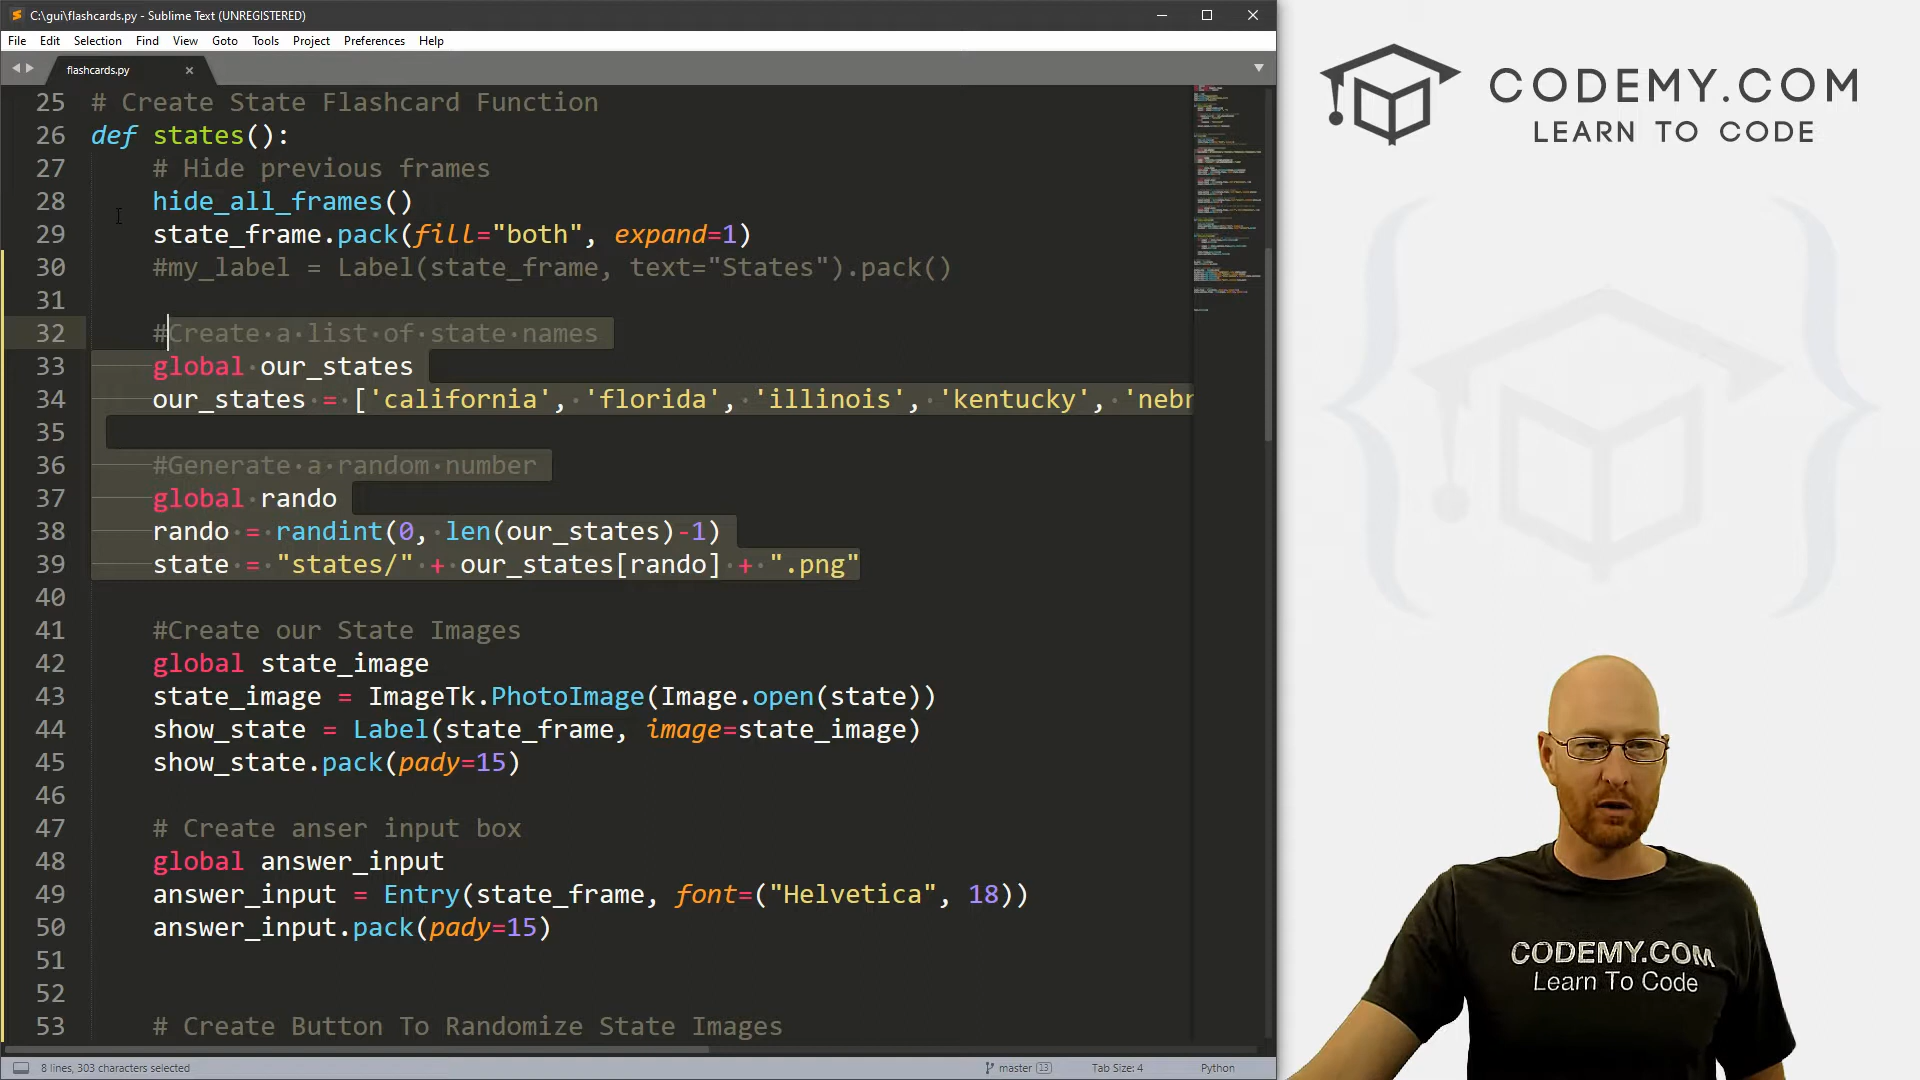 C:\gui\flashcards.py - Sublime Text (UNREGISTERED)
File Edit Selection Find View Goto Tools Project Preferences Help
flashcards.py
25 # Create State Flashcard Function
26 def states():
27 # Hide previous frames
28 hide_all_frames()
29 state_frame.pack(fill="both", expand=1)
30 #my_label = Label(state_frame, text="States").pack()
31
32 #Create a list of state names
33 global our_states
34 our_states = ['california', 'florida', 'illinois', 'kentucky', 'nebr
35
36 #Generate a random number
37 global rando
38 rando = randint(0, len(our_states)-1)
39 state = "states/" + our_states[rando] + ".png"
40
41 #Create our State Images
42 global state_image
43 state_image = ImageTk.PhotoImage(Image.open(state))
44 show_state = Label(state_frame, image=state_image)
45 show_state.pack(pady=15)
46
47 # Create anser input box
48 global answer_input
49 answer_input = Entry(state_frame, font=("Helvetica", 18))
50 answer_input.pack(pady=15)
51
52
53 # Create Button To Randomize State Images
8 lines, 303 characters selected
master 13
Tab Size: 4
Python
CODEMY.COM
LEARN TO CODE
CODEMY.COM
Learn To Code